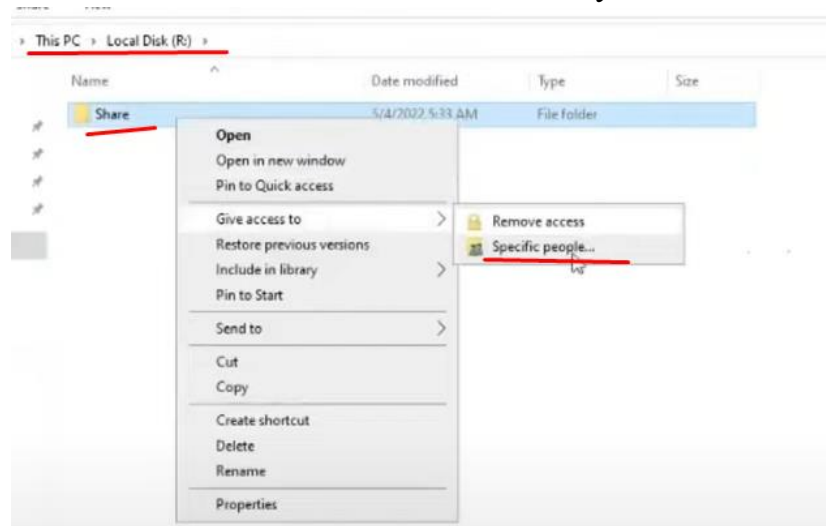 This PC › Local Disk (R:) ›
Name Date modified Type Size
Share 5/4/2022 5:33 AM File folder
Open
Open in new window
Pin to Quick access
Give access to
Remove access
Restore previous versions
Specific people...
Include in library
Pin to Start
Send to
Cut
Copy
Create shortcut
Delete
Rename
Properties